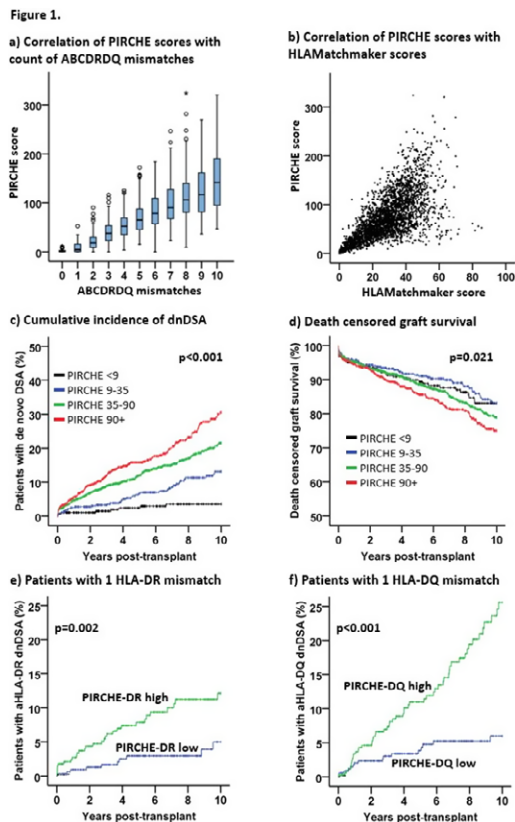 Figure 1.
a) Correlation of PIRCHE scores with
count of ABCDRDQ mismatches
PIRCHE score
300
200
100
0
0 1 2 3 4 5 6 7 8 9 10
ABCDRDQ mismatches
b) Correlation of PIRCHE scores with
HLAMatchmaker scores
PIRCHE score
300
200
100
0
0 20 40 60 80 100
HLAMatchmaker score
c) Cumulative incidence of dnDSA
Patients with de novo DSA (%)
50
40
30
20
10
0
p<0.001
PIRCHE <9
PIRCHE 9-35
PIRCHE 35-90
PIRCHE 90+
0 2 4 6 8 10
Years post-transplant
d) Death censored graft survival
Death censored graft survival (%)
100
90
80
70
60
50
p=0.021
PIRCHE <9
PIRCHE 9-35
PIRCHE 35-90
PIRCHE 90+
0 2 4 6 8 10
Years post-transplant
e) Patients with 1 HLA-DR mismatch
Patients with aHLA-DR dnDSA (%)
25
20
15
10
5
0
p=0.002
PIRCHE-DR high
PIRCHE-DR low
0 2 4 6 8 10
Years post-transplant
f) Patients with 1 HLA-DQ mismatch
Patients with aHLA-DQ dnDSA (%)
25
20
15
10
5
0
p<0.001
PIRCHE-DQ high
PIRCHE-DQ low
0 2 4 6 8 10
Years post-transplant